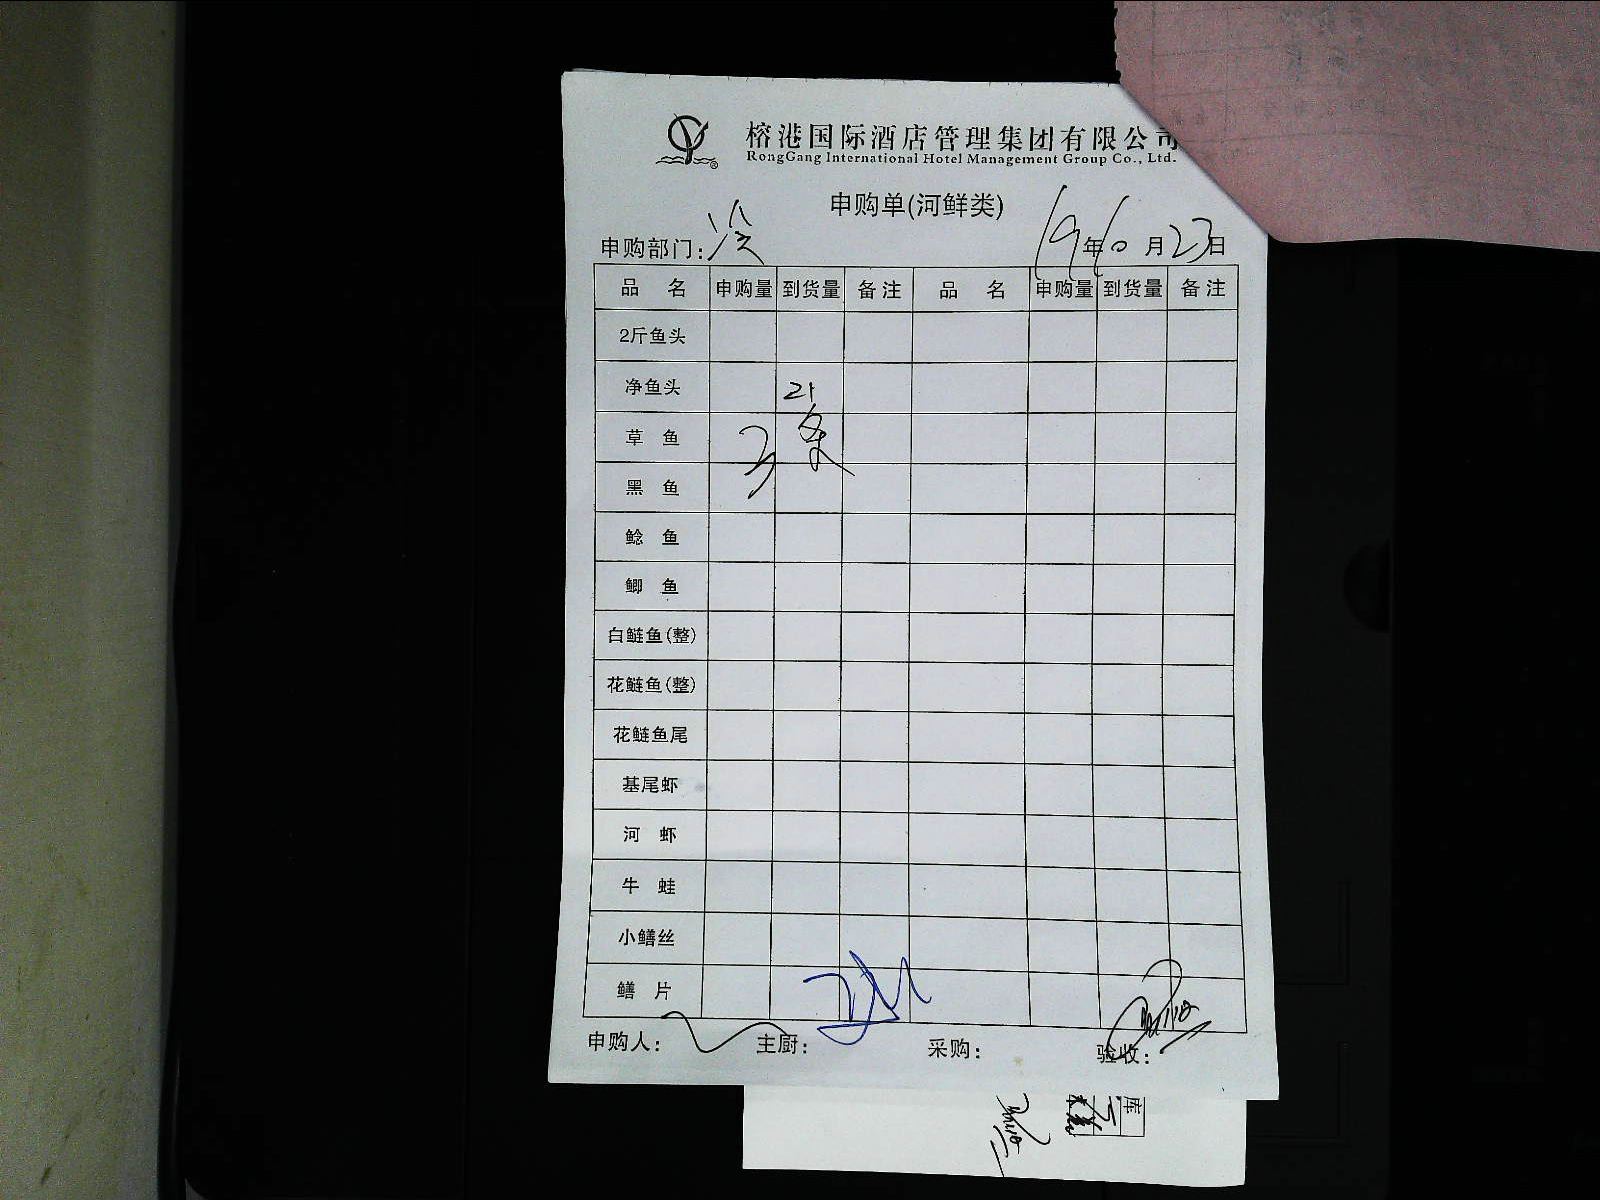 榕港国际酒店管理集团有限公司
RongGang International Hotel Management Group Co., Ltd.
申购单(河鲜类)
申购部门: 冷 19年10月23日
品名 申购量 到货量 备注 品名 申购量 到货量 备注
2斤鱼头
净鱼头 21
草鱼 3 条
黑鱼
鲶鱼
鲫鱼
白鲢鱼(整)
花鲢鱼(整)
花鲢鱼尾
基尾虾
河虾
牛蛙
小鳝丝
鳝片
申购人: 主厨: 采购: 验收:
库